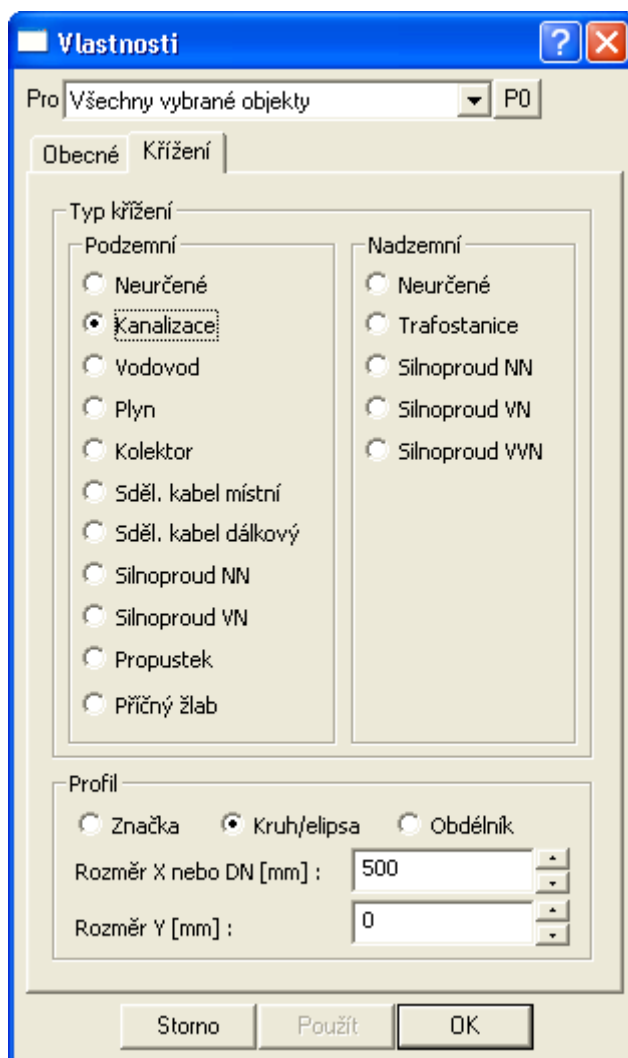 Vlastnosti
Pro Všechny vybrané objekty P0
Obecné Křížení
Typ křížení
Podzemní
Neurčené
Kanalizace
Vodovod
Plyn
Kolektor
Sděl. kabel místní
Sděl. kabel dálkový
Silnoproud NN
Silnoproud VN
Propustek
Příčný žlab
Nadzemní
Neurčené
Trafostanice
Silnoproud NN
Silnoproud VN
Silnoproud VVN
Profil
Značka Kruh/elipsa Obdélník
Rozměr X nebo DN [mm] : 500
Rozměr Y [mm] : 0
Storno Použít OK